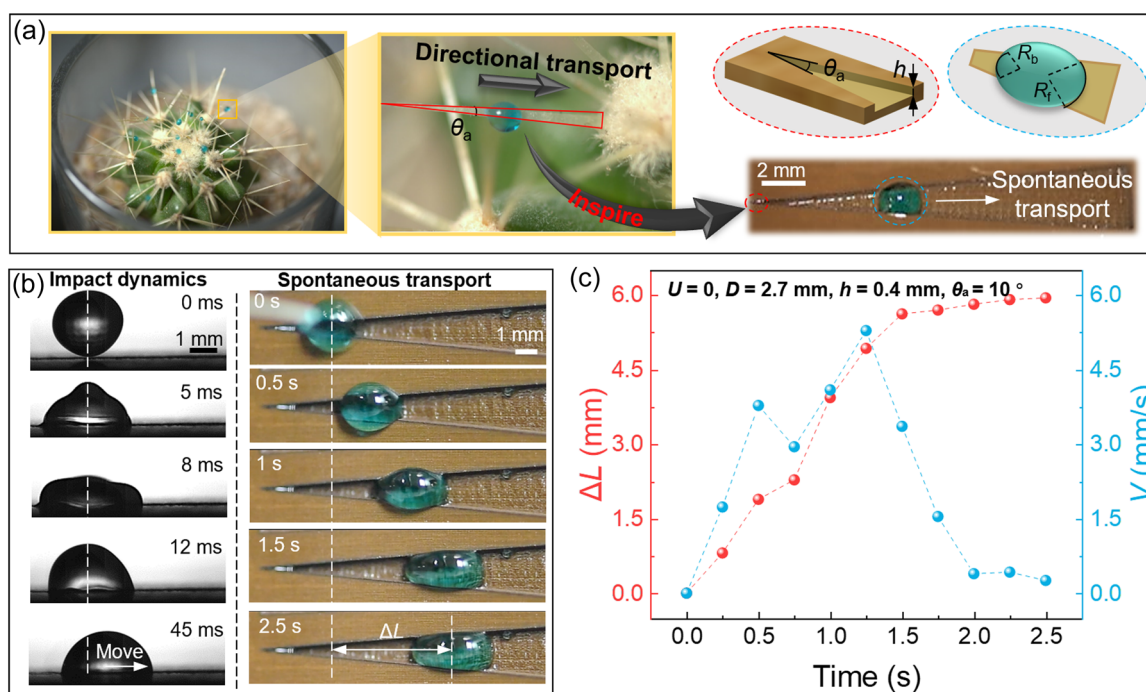 (a)
Directional transport
θa
Inspire
θa
h
Rb
Rf
2 mm
Spontaneous
transport
(b)
Impact dynamics
0 ms
1 mm
5 ms
8 ms
12 ms
45 ms
Move
Spontaneous transport
0 s
1 mm
0.5 s
1 s
1.5 s
2.5 s
ΔL
(c)
U = 0, D = 2.7 mm, h = 0.4 mm, θa = 10 °
6.0
4.5
3.0
1.5
0.0
ΔL (mm)
6.0
4.5
3.0
1.5
0.0
V (mm/s)
0.0 0.5 1.0 1.5 2.0 2.5
Time (s)